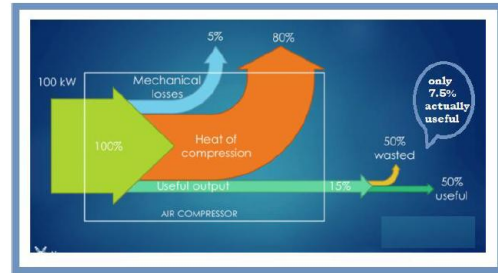 5%
80%
100 kW
Mechanical
losses
only
7.5%
actually
useful
100%
Heat of
compression
50%
wasted
Useful output
15%
50%
useful
AIR COMPRESSOR